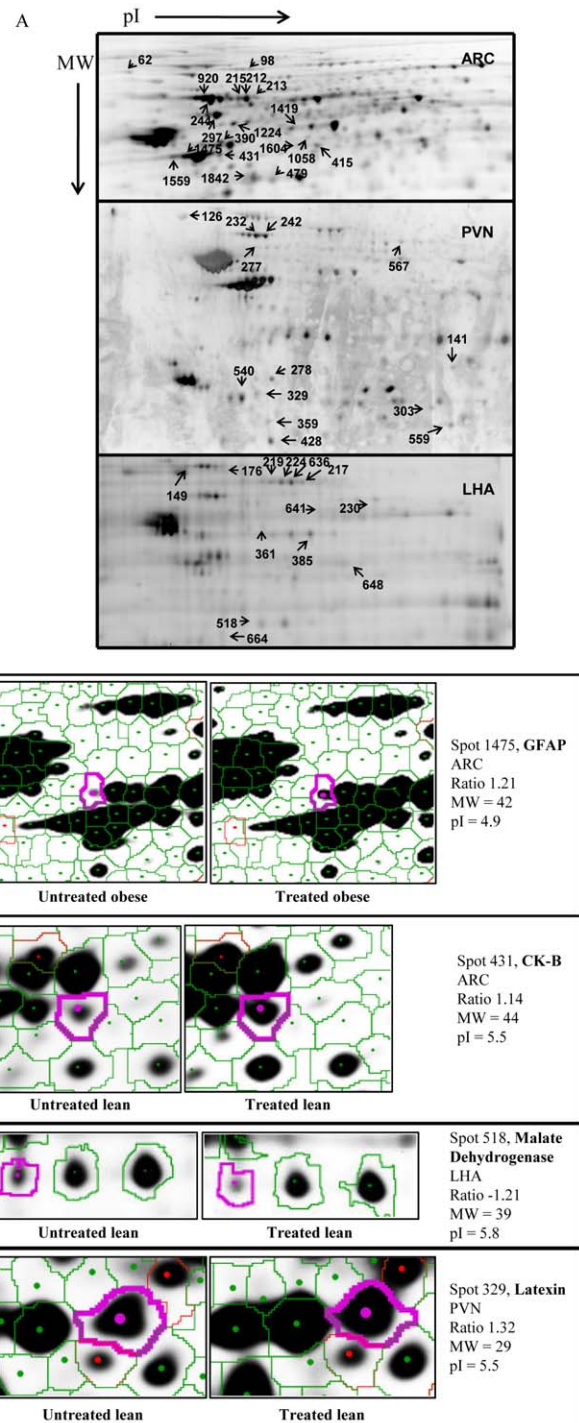 A
pI
MW
ARC
62
98
920 215 212
213
244
1419
297 390 1224
1475 431 1604
1058 415
1559 1842 479
PVN
126
232 242
277
567
141
540 278
329
303
359
559
428
LHA
219 224 636
176 217
149
641 230
361
385
648
518
664
Spot 1475, GFAP
ARC
Ratio 1.21
MW = 42
pI = 4.9
Untreated obese Treated obese
Spot 431, CK-B
ARC
Ratio 1.14
MW = 44
pI = 5.5
Untreated lean Treated lean
Spot 518, Malate
Dehydrogenase
LHA
Ratio -1.21
MW = 39
pI = 5.8
Untreated lean Treated lean
Spot 329, Latexin
PVN
Ratio 1.32
MW = 29
pI = 5.5
Untreated lean Treated lean